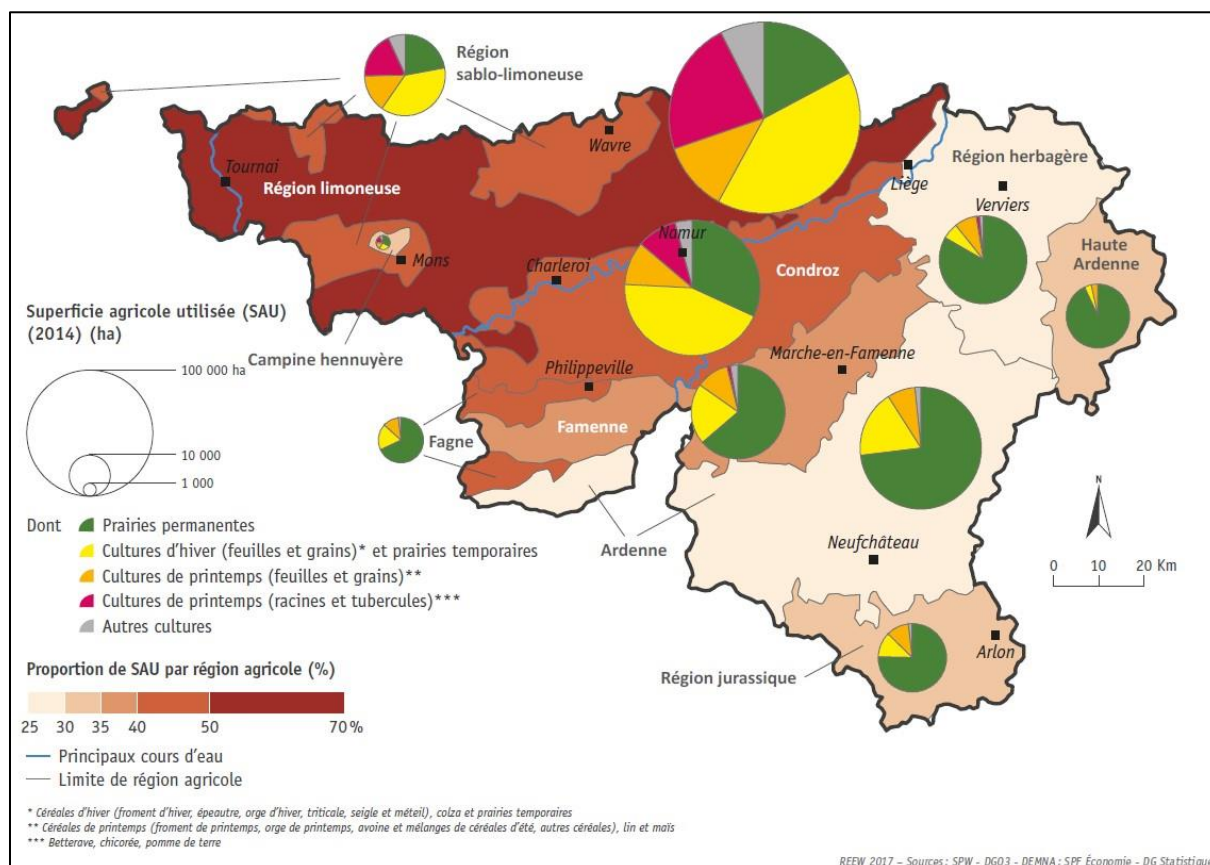 Région
sablo-limoneuse
Wavre
Tournai
Région limoneuse
Liège
Région herbagère
Verviers
Namur
Mons
Charleroi
Condroz
Haute
Ardenne
Superficie agricole utilisée (SAU)
(2014) (ha)
100 000 ha
10 000
1 000
Campine hennuyère
Philippeville
Marche-en-Famenne
Fagne
Famenne
Ardenne
Neufchâteau
N
0 10 20 Km
Arlon
Région jurassique
Dont
Prairies permanentes
Cultures d'hiver (feuilles et grains)* et prairies temporaires
Cultures de printemps (feuilles et grains)**
Cultures de printemps (racines et tubercules)***
Autres cultures
Proportion de SAU par région agricole (%)
25 30 35 40 50 70 %
Principaux cours d'eau
Limite de région agricole
* Céréales d'hiver (froment d'hiver, épeautre, orge d'hiver, triticale, seigle et méteil), colza et prairies temporaires
** Céréales de printemps (froment de printemps, orge de printemps, avoine et mélanges de céréales d'été, autres céréales), lin et maïs
*** Betterave, chicorée, pomme de terre
REEW 2017 – Sources : SPW - DGO3 - DEMNA ; SPF Économie - DG Statistique